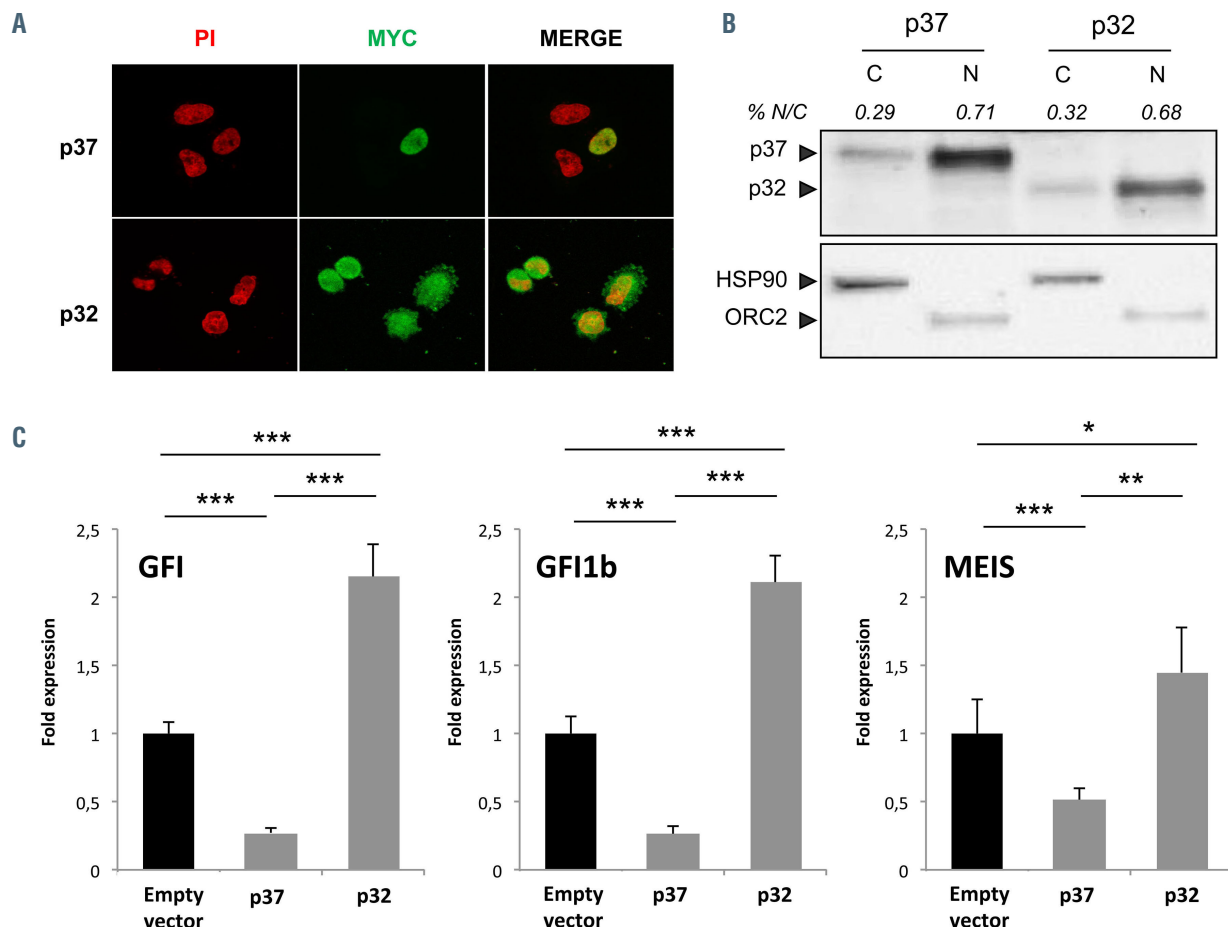 A
PI
MYC
MERGE
p37
p32
B
p37
p32
C
N
C
N
% N/C
0.29
0.71
0.32
0.68
p37
p32
HSP90
ORC2
C
***
***
***
GFI
Fold expression
2,5
2
1,5
1
0,5
0
Empty vector
p37
p32
***
***
***
GFI1b
Fold expression
2,5
2
1,5
1
0,5
0
Empty vector
p37
p32
*
**
***
MEIS
Fold expression
2,5
2
1,5
1
0,5
0
Empty vector
p37
p32